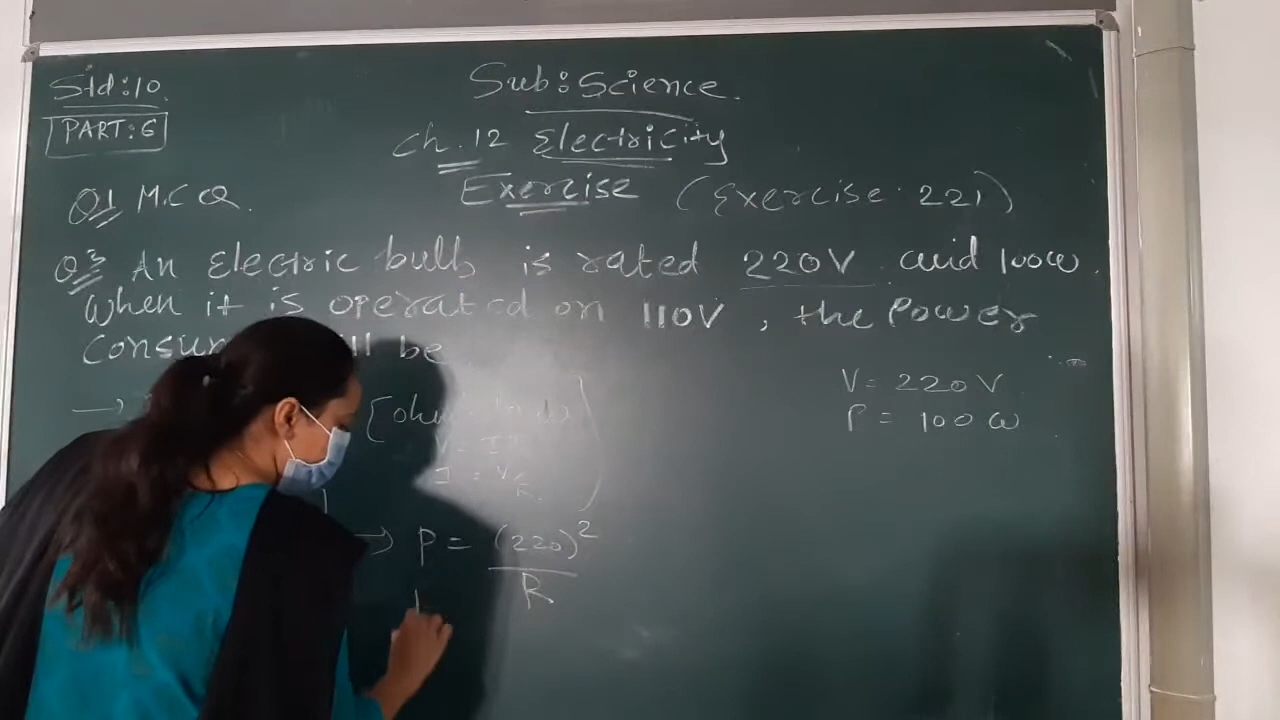 Std:10.
PART:6
Sub:Science.
Ch.12 Electricity
Exercise (Exercise 221)
Q1 M.C Q.
Q3 An Electric bulb is rated 220V and 100w.
When it is operated on 110V, the Power
be
V = 220 V
P = 100 w
→
→ P = (220)²
R